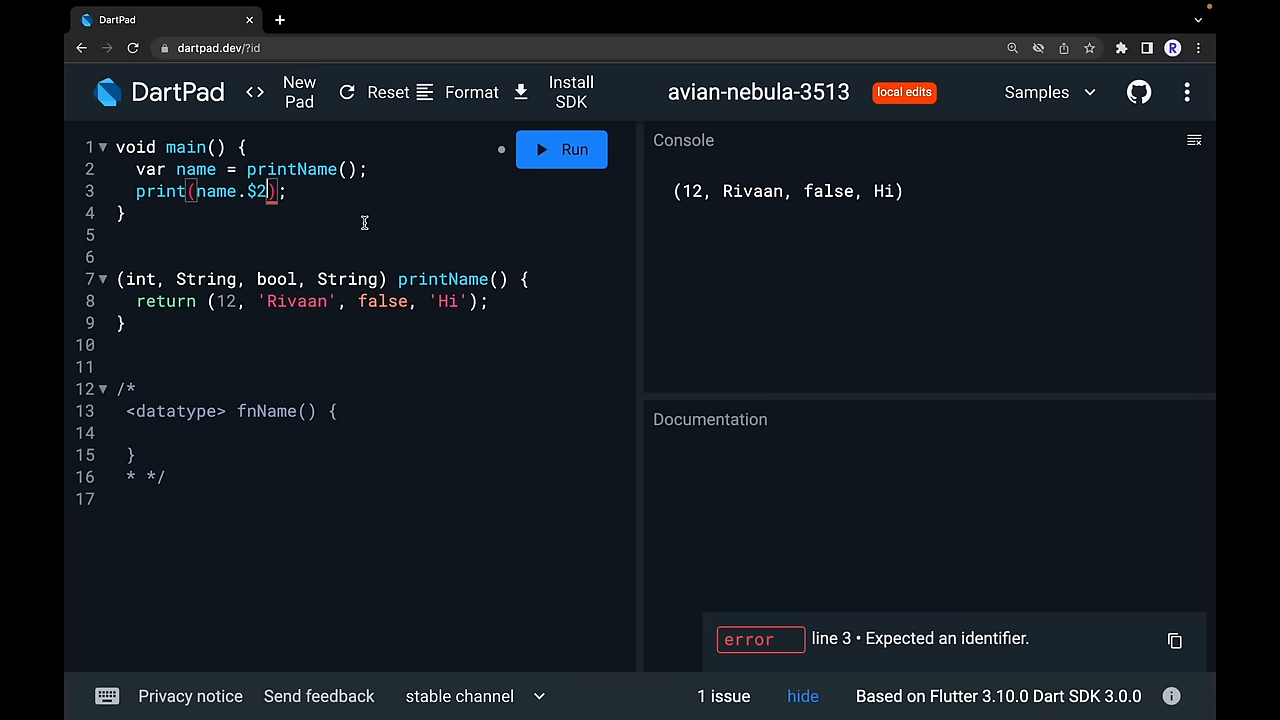 DartPad
dartpad.dev/?id
R
DartPad
<> New Pad
Reset
Format
Install SDK
avian-nebula-3513
local edits
Samples
1 void main() {
2   var name = printName();
3   print(name.$2);
4 }
5
6
7 (int, String, bool, String) printName() {
8   return (12, 'Rivaan', false, 'Hi');
9 }
10
11
12 /*
13  <datatype> fnName() {
14
15  }
16  * */
17
Run
Console
(12, Rivaan, false, Hi)
Documentation
error line 3 • Expected an identifier.
Privacy notice
Send feedback
stable channel
1 issue
hide
Based on Flutter 3.10.0 Dart SDK 3.0.0